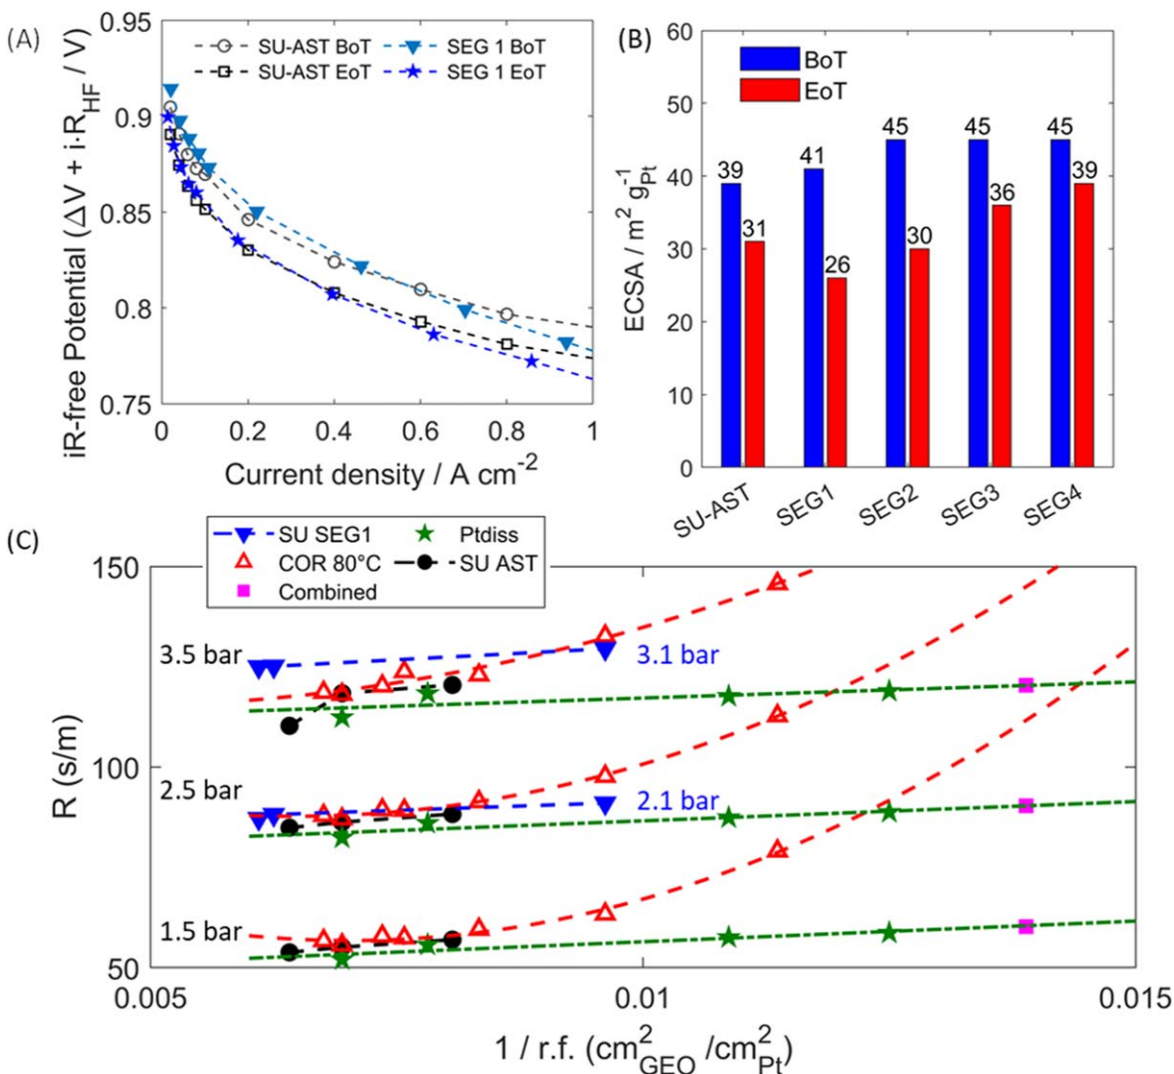 (A)
0.95
0.9
0.85
0.8
0.75
iR-free Potential (ΔV + i·R_HF / V)
SU-AST BoT
SEG 1 BoT
SU-AST EoT
SEG 1 EoT
0 0.2 0.4 0.6 0.8 1
Current density / A cm⁻²
(B)
60
50
40
30
20
10
0
ECSA / m² g⁻¹_Pt
BoT
EoT
39 31 41 26 45 30 45 36 45 39
SU-AST SEG1 SEG2 SEG3 SEG4
(C)
SU SEG1
Ptdiss
COR 80°C
SU AST
Combined
150
100
50
R (s/m)
3.5 bar
3.1 bar
2.5 bar
2.1 bar
1.5 bar
0.005 0.01 0.015
1 / r.f. (cm²_GEO /cm²_Pt)